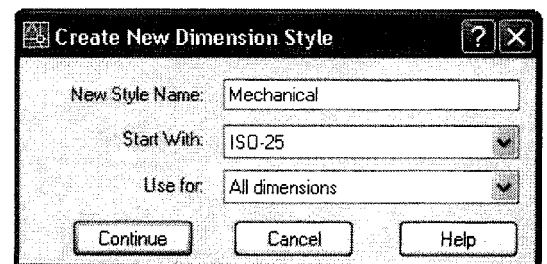 Create New Dimension Style
New Style Name: Mechanical
Start With: ISO-25
Use for: All dimensions
Continue Cancel Help